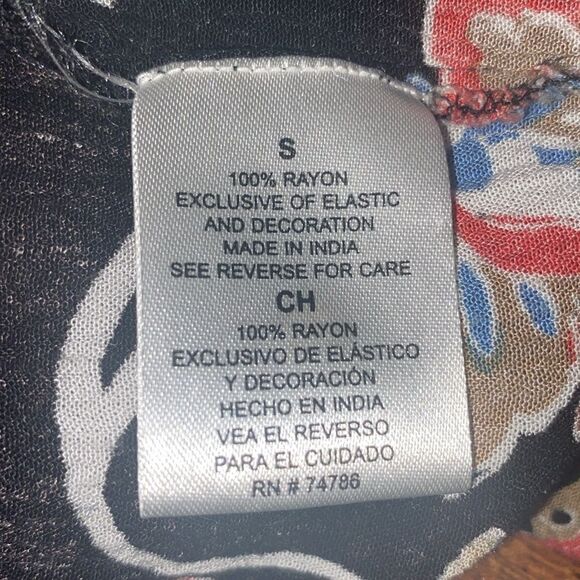 S
100% RAYON
EXCLUSIVE OF ELASTIC
AND DECORATION
MADE IN INDIA
SEE REVERSE FOR CARE
CH
100% RAYON
EXCLUSIVO DE ELÁSTICO
Y DECORACIÓN
HECHO EN INDIA
VEA EL REVERSO
PARA EL CUIDADO
RN # 74786